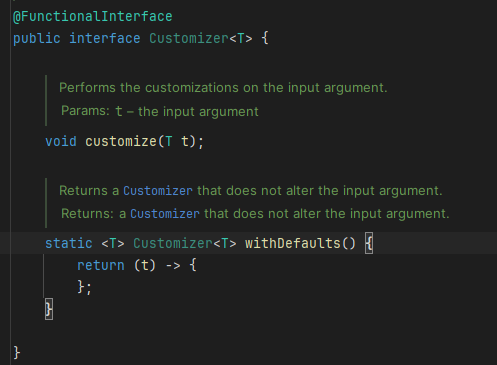 @FunctionalInterface
public interface Customizer<T> {
Performs the customizations on the input argument.
Params: t – the input argument
void customize(T t);
Returns a Customizer that does not alter the input argument.
Returns: a Customizer that does not alter the input argument.
static <T> Customizer<T> withDefaults() {
return (t) -> {
};
}
}